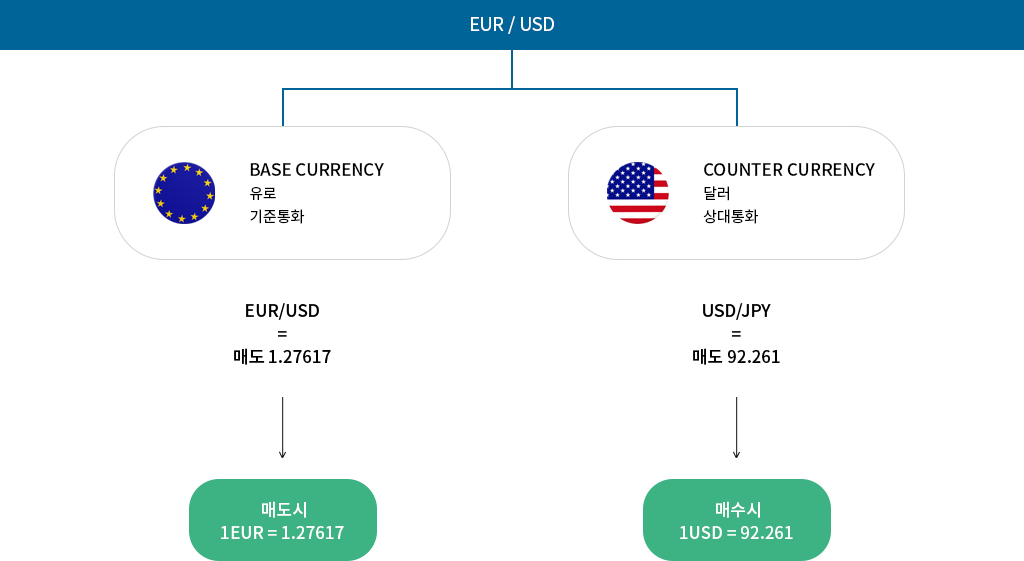 EUR / USD
BASE CURRENCY
유로
기준통화
COUNTER CURRENCY
달러
상대통화
EUR/USD
=
매도 1.27617
USD/JPY
=
매도 92.261
매도시
1EUR = 1.27617
매수시
1USD = 92.261